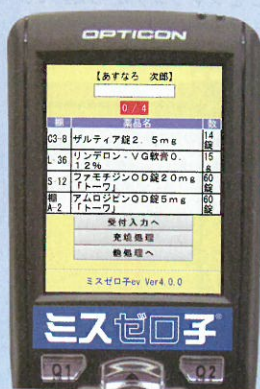 OPTICON
【あすなろ 次郎】
0/4
棚 薬品名 数
C3-8 ザルティア錠2.5mg 14錠
L-36 リンデロン-VG軟膏0.12% 15g
S-12 ファモチジンOD錠20mg「トーワ」 60錠
棚A-2 アムロジピンOD錠5mg「トーワ」 60錠
受付入力へ
充填処理
他処理へ
ミスゼロ子ev Ver4.0.0
ミスゼロ子
Q1 Q2